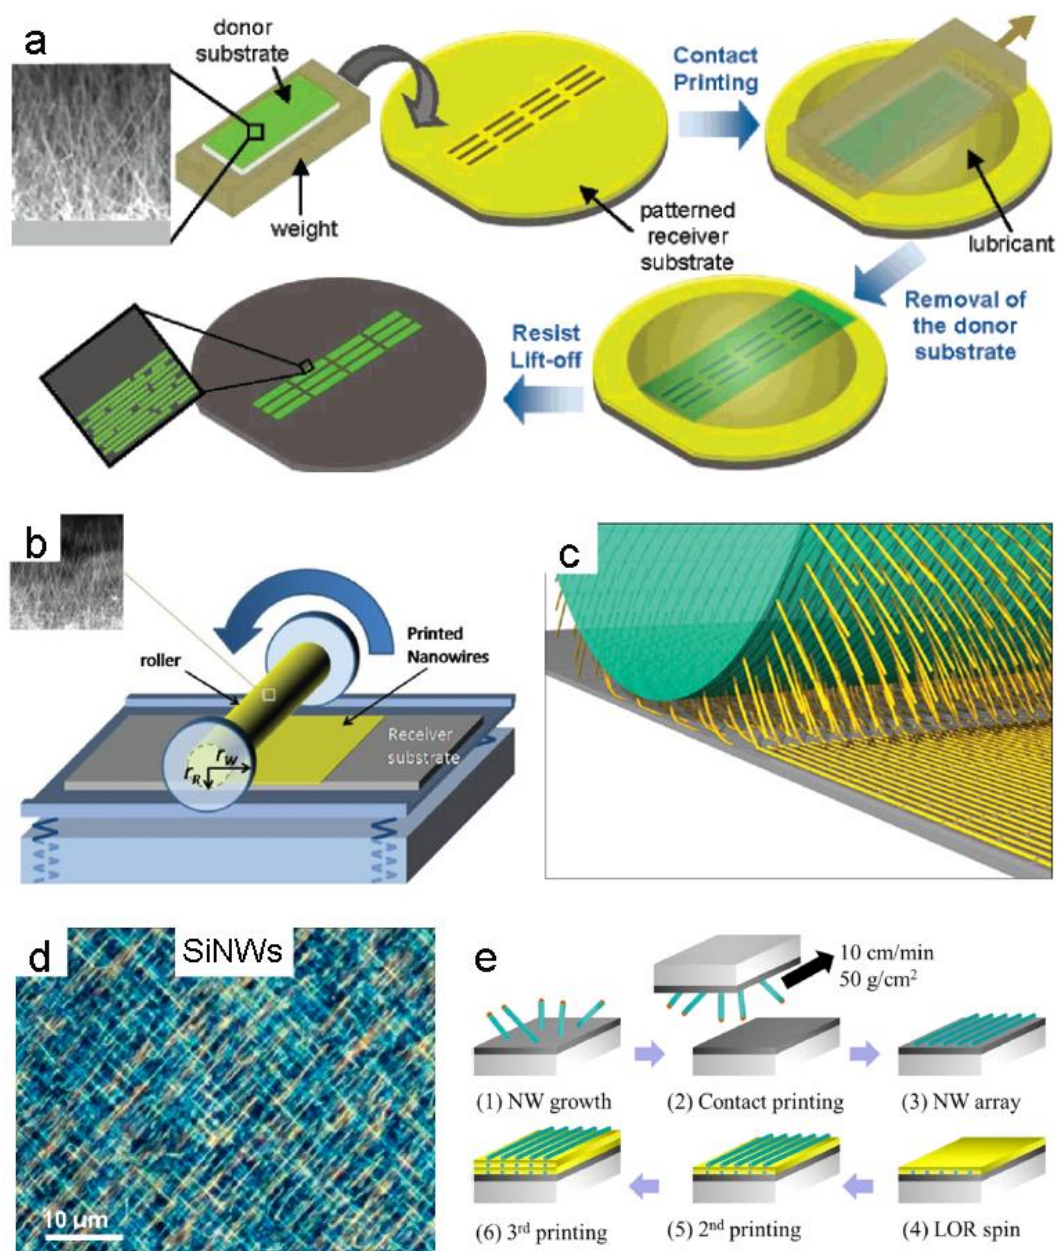 a
donor
substrate
weight
patterned
receiver
substrate
Contact
Printing
lubricant
Removal of
the donor
substrate
Resist
Lift-off
b
roller
Printed
Nanowires
Receiver
substrate
rW
rR
c
d
SiNWs
10 µm
e
10 cm/min
50 g/cm²
(1) NW growth
(2) Contact printing
(3) NW array
(6) 3rd printing
(5) 2nd printing
(4) LOR spin